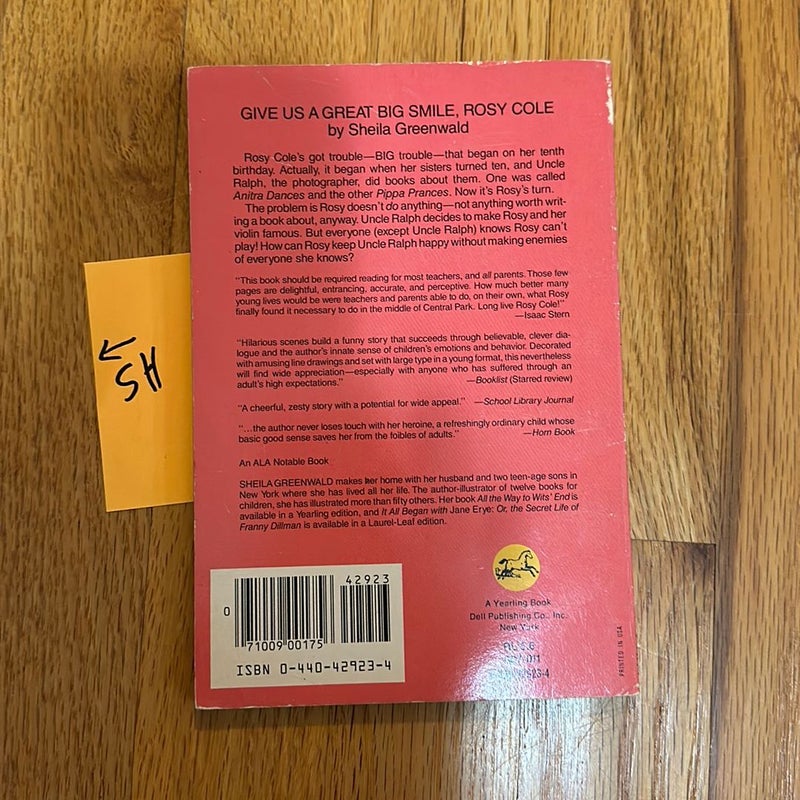 GIVE US A GREAT BIG SMILE, ROSY COLE
by Sheila Greenwald
Rosy Cole's got trouble—BIG trouble—that began on her tenth
birthday. Actually, it began when her sisters turned ten, and Uncle
Ralph, the photographer, did books about them. One was called
Anitra Dances and the other Pippa Prances. Now it's Rosy's turn.
The problem is Rosy doesn't do anything—not anything worth writ-
ing a book about, anyway. Uncle Ralph decides to make Rosy and her
violin famous. But everyone (except Uncle Ralph) knows Rosy can't
play! How can Rosy keep Uncle Ralph happy without making enemies
of everyone she knows?
"This book should be required reading for most teachers, and all parents. Those few
pages are delightful, entrancing, accurate, and perceptive. How much better many
young lives would be were teachers and parents able to do, on their own, what Rosy
finally found it necessary to do in the middle of Central Park. Long live Rosy Cole!"
—Isaac Stern
"Hilarious scenes build a funny story that succeeds through believable, clever dia-
logue and the author's innate sense of children's emotions and behavior. Decorated
with amusing line drawings and set with large type in a young format, this nevertheless
will find wide appreciation—especially with anyone who has suffered through an
adult's high expectations." —Booklist (Starred review)
"A cheerful, zesty story with a potential for wide appeal." —School Library Journal
"...the author never loses touch with her heroine, a refreshingly ordinary child whose
basic good sense saves her from the foibles of adults." —Horn Book
An ALA Notable Book
SHEILA GREENWALD makes her home with her husband and two teen-age sons in
New York where she has lived all her life. The author-illustrator of twelve books for
children, she has illustrated more than fifty others. Her book All the Way to Wits' End is
available in a Yearling edition, and It All Began with Jane Erye: Or, the Secret Life of
Franny Dillman is available in a Laurel-Leaf edition.
SH
42923
0
71009 00175
ISBN 0-440-42923-4
A Yearling Book
Dell Publishing Co., Inc.
New York
PRINTED IN USA